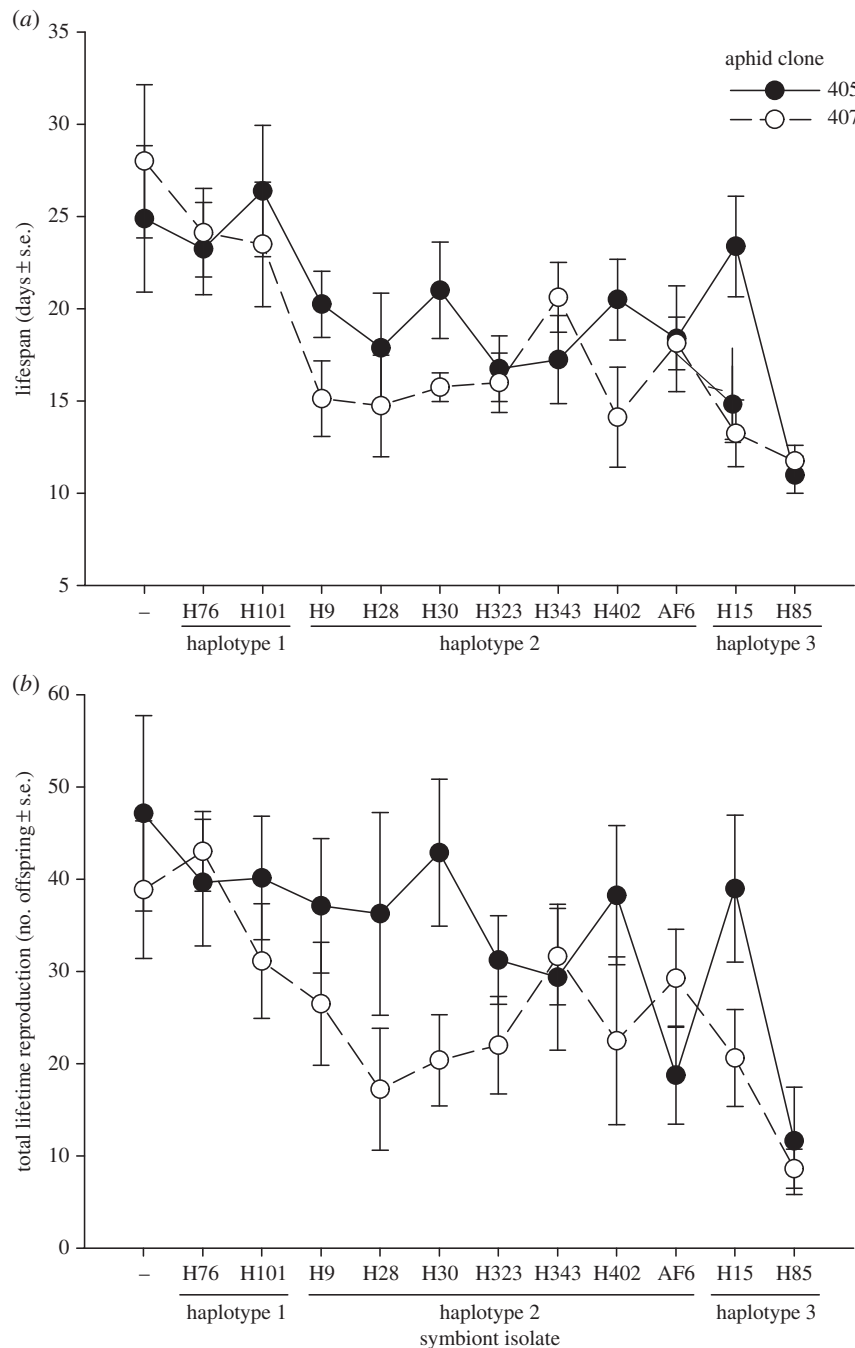 (a)
35
30
25
20
15
10
5
lifespan (days ± s.e.)
aphid clone
405
407
– H76 H101 H9 H28 H30 H323 H343 H402 AF6 H15 H85
haplotype 1 haplotype 2 haplotype 3
(b)
60
50
40
30
20
10
0
total lifetime reproduction (no. offspring ± s.e.)
– H76 H101 H9 H28 H30 H323 H343 H402 AF6 H15 H85
haplotype 1 haplotype 2 haplotype 3
symbiont isolate